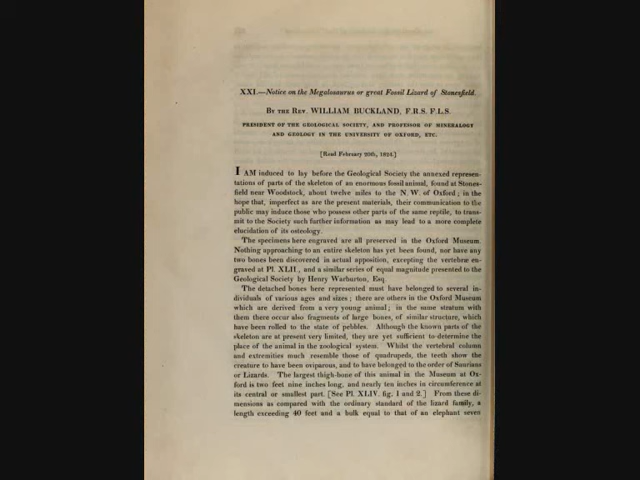 XXI.—Notice on the Megalosaurus or great Fossil Lizard of Stonesfield.
By the Rev. WILLIAM BUCKLAND, F.R.S. F.L.S.
PRESIDENT OF THE GEOLOGICAL SOCIETY, AND PROFESSOR OF MINERALOGY
AND GEOLOGY IN THE UNIVERSITY OF OXFORD, ETC.
[Read February 20th, 1824.]
I AM induced to lay before the Geological Society the annexed represen-
tations of parts of the skeleton of an enormous fossil animal, found at Stones-
field near Woodstock, about twelve miles to the N. W. of Oxford; in the
hope that, imperfect as are the present materials, their communication to the
public may induce those who possess other parts of the same reptile, to trans-
mit to the Society such further information as may lead to a more complete
elucidation of its osteology.
The specimens here engraved are all preserved in the Oxford Museum.
Nothing approaching to an entire skeleton has yet been found, nor have any
two bones been discovered in actual apposition, excepting the vertebræ en-
graved at Pl. XLII, and a similar series of equal magnitude presented to the
Geological Society by Henry Warburton, Esq.
The detached bones here represented must have belonged to several in-
dividuals of various ages and sizes; there are others in the Oxford Museum
which are derived from a very young animal; in the same stratum with
them there occur also fragments of large bones, of similar structure, which
have been rolled to the state of pebbles. Although the known parts of the
skeleton are at present very limited, they are yet sufficient to determine the
place of the animal in the zoological system. Whilst the vertebral column
and extremities much resemble those of quadrupeds, the teeth show the
creature to have been oviparous, and to have belonged to the order of Saurians
or Lizards. The largest thigh-bone of this animal in the Museum at Ox-
ford is two feet nine inches long, and nearly ten inches in circumference at
its central or smallest part. [See Pl. XLIV. fig. 1 and 2.] From these di-
mensions as compared with the ordinary standard of the lizard family, a
length exceeding 40 feet and a bulk equal to that of an elephant seven